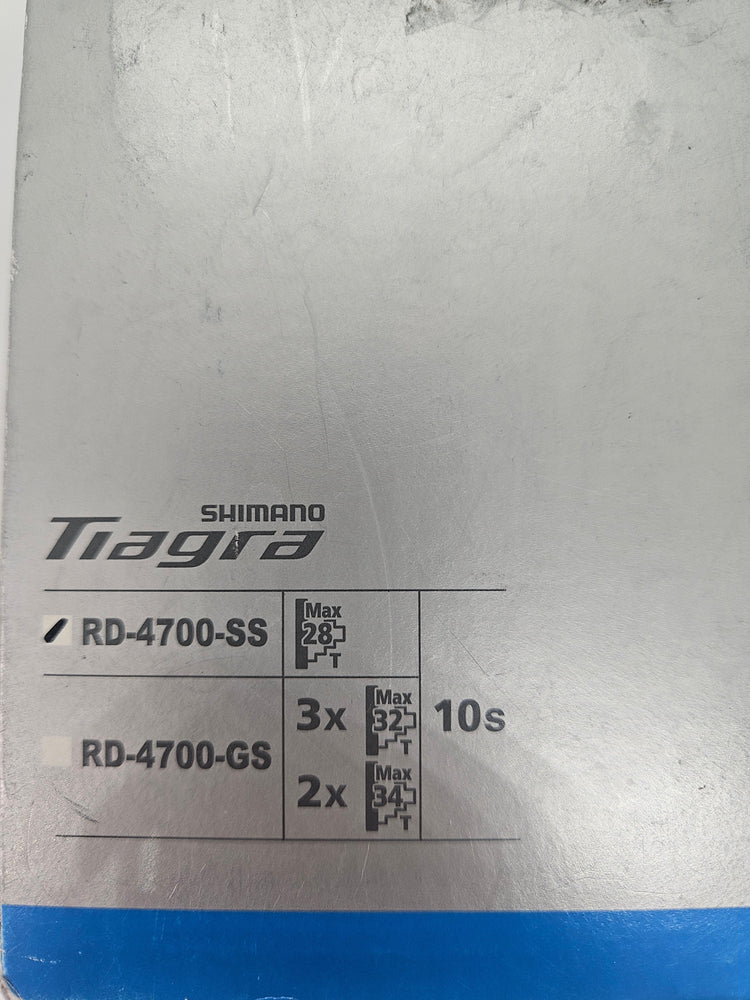 SHIMANO
Tiagra
RD-4700-SS
Max
28
T
10s
RD-4700-GS
3x
Max
32
T
2x
Max
34
T